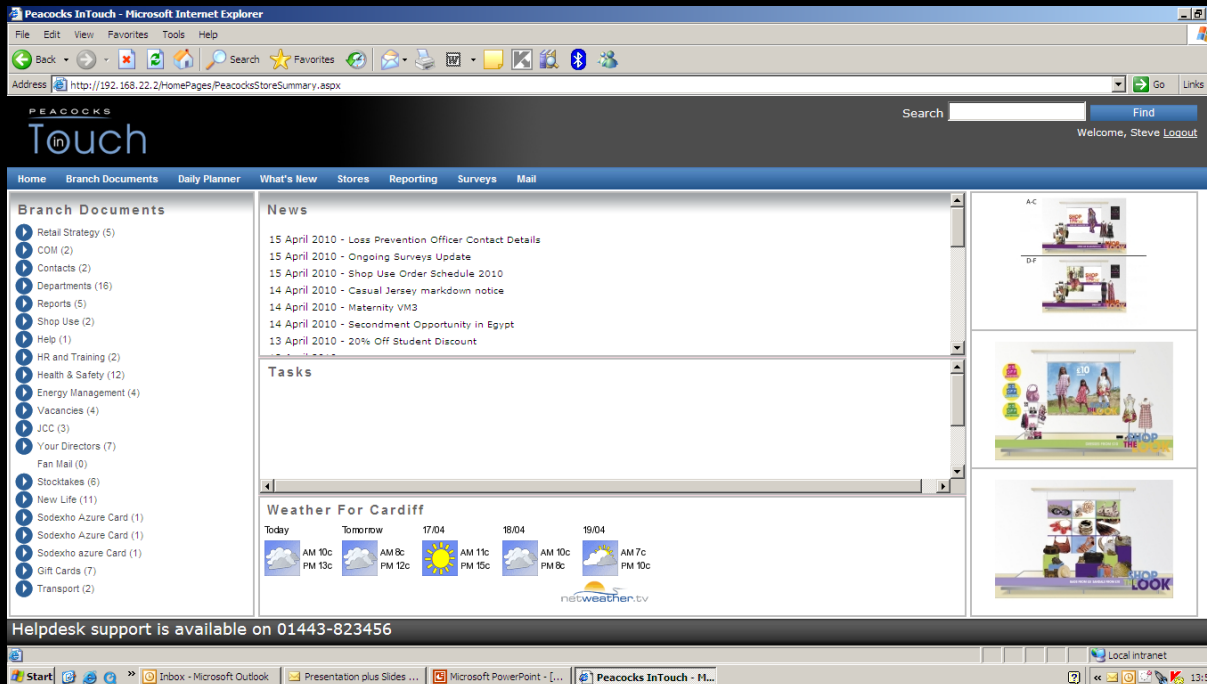 Peacocks InTouch - Microsoft Internet Explorer
File Edit View Favorites Tools Help
Back Search Favorites
Address http://192.168.22.2/HomePages/PeacocksStoreSummary.aspx Go Links
PEACOCKS
in Touch
Search Find
Welcome, Steve Logout
Home Branch Documents Daily Planner What's New Stores Reporting Surveys Mail
Branch Documents
Retail Strategy (5)
COM (2)
Contacts (2)
Departments (16)
Reports (5)
Shop Use (2)
Help (1)
HR and Training (2)
Health & Safety (12)
Energy Management (4)
Vacancies (4)
JCC (3)
Your Directors (7)
Fan Mail (0)
Stocktakes (6)
New Life (11)
Sodexho Azure Card (1)
Sodexho Azure Card (1)
Sodexho azure Card (1)
Gift Cards (7)
Transport (2)
News
15 April 2010 - Loss Prevention Officer Contact Details
15 April 2010 - Ongoing Surveys Update
15 April 2010 - Shop Use Order Schedule 2010
14 April 2010 - Casual Jersey markdown notice
14 April 2010 - Maternity VM3
14 April 2010 - Secondment Opportunity in Egypt
13 April 2010 - 20% Off Student Discount
Tasks
Weather For Cardiff
Today Tomorrow 17/04 18/04 19/04
AM 10c AM 8c AM 11c AM 10c AM 7c
PM 13c PM 12c PM 15c PM 8c PM 10c
netweather.tv
A-C
SHOP THE
D-F
SHOP THE
£10
SHOP
THE
SHOP
LOOK
Helpdesk support is available on 01443-823456
Local intranet
Start Inbox - Microsoft Outlook Presentation plus Slides ... Microsoft PowerPoint - [... Peacocks InTouch - M...